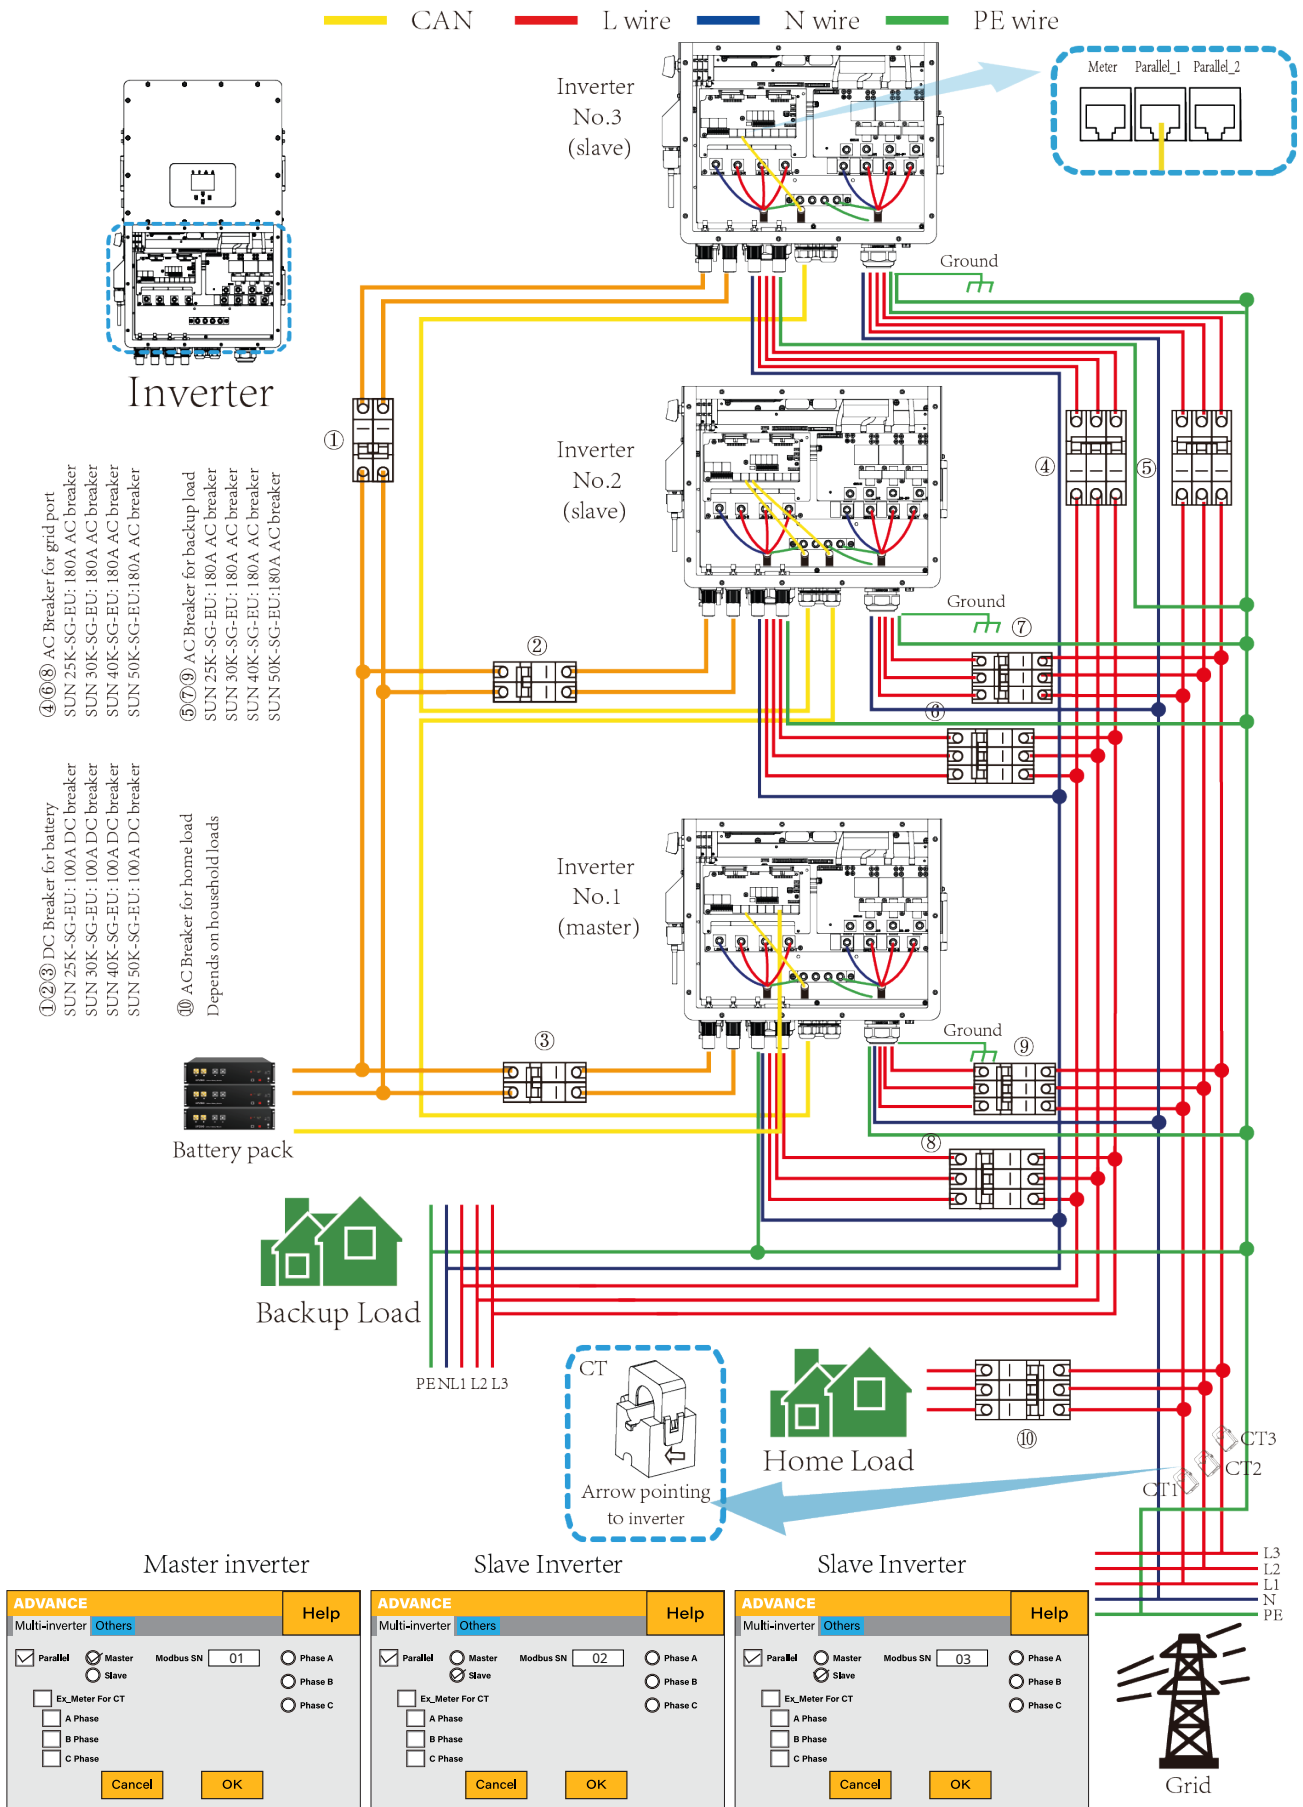 CAN
L wire
N wire
PE wire
Inverter
No.3
(slave)
Meter
Parallel_1
Parallel_2
Ground
Inverter
①
Inverter
No.2
(slave)
④
⑤
④⑥⑧ AC Breaker for grid port
SUN 25K-SG-EU: 180A AC breaker
SUN 30K-SG-EU: 180A AC breaker
SUN 40K-SG-EU: 180A AC breaker
SUN 50K-SG-EU:180A AC breaker
⑤⑦⑨ AC Breaker for backup load
SUN 25K-SG-EU: 180A AC breaker
SUN 30K-SG-EU: 180A AC breaker
SUN 40K-SG-EU: 180A AC breaker
SUN 50K-SG-EU:180A AC breaker
Ground
⑦
②
⑥
①②③ DC Breaker for battery
SUN 25K-SG-EU: 100A DC breaker
SUN 30K-SG-EU: 100A DC breaker
SUN 40K-SG-EU: 100A DC breaker
SUN 50K-SG-EU: 100A DC breaker
⑩ AC Breaker for home load
Depends on household loads
Inverter
No.1
(master)
Ground
⑨
③
Battery pack
⑧
Backup Load
PE N L1 L2 L3
CT
Arrow pointing
to inverter
Home Load
⑩
CT3
CT2
CT1
L3
L2
L1
N
PE
Grid
Master inverter
ADVANCE
Help
Multi-inverter
Others
Parallel
Master
Slave
Modbus SN
01
Phase A
Phase B
Phase C
Ex_Meter For CT
A Phase
B Phase
C Phase
Cancel
OK
Slave Inverter
ADVANCE
Help
Multi-inverter
Others
Parallel
Master
Slave
Modbus SN
02
Phase A
Phase B
Phase C
Ex_Meter For CT
A Phase
B Phase
C Phase
Cancel
OK
Slave Inverter
ADVANCE
Help
Multi-inverter
Others
Parallel
Master
Slave
Modbus SN
03
Phase A
Phase B
Phase C
Ex_Meter For CT
A Phase
B Phase
C Phase
Cancel
OK